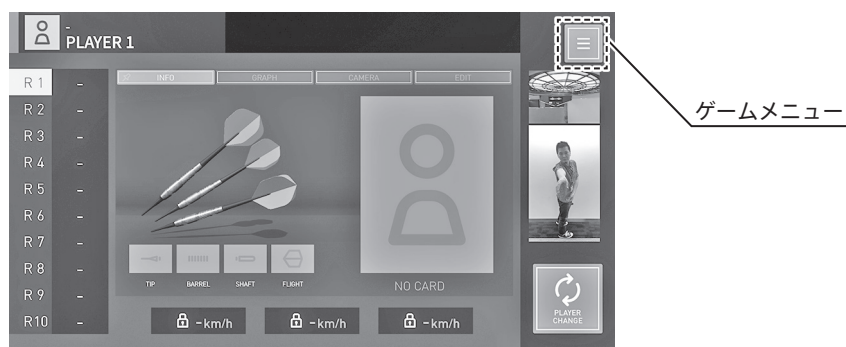 -
PLAYER 1
INFO GRAPH CAMERA EDIT
R 1 -
R 2 -
R 3 -
R 4 -
R 5 -
R 6 -
R 7 -
R 8 -
R 9 -
R10 -
TIP BARREL SHAFT FLIGHT
NO CARD
-km/h -km/h -km/h
PLAYER
CHANGE
ゲームメニュー